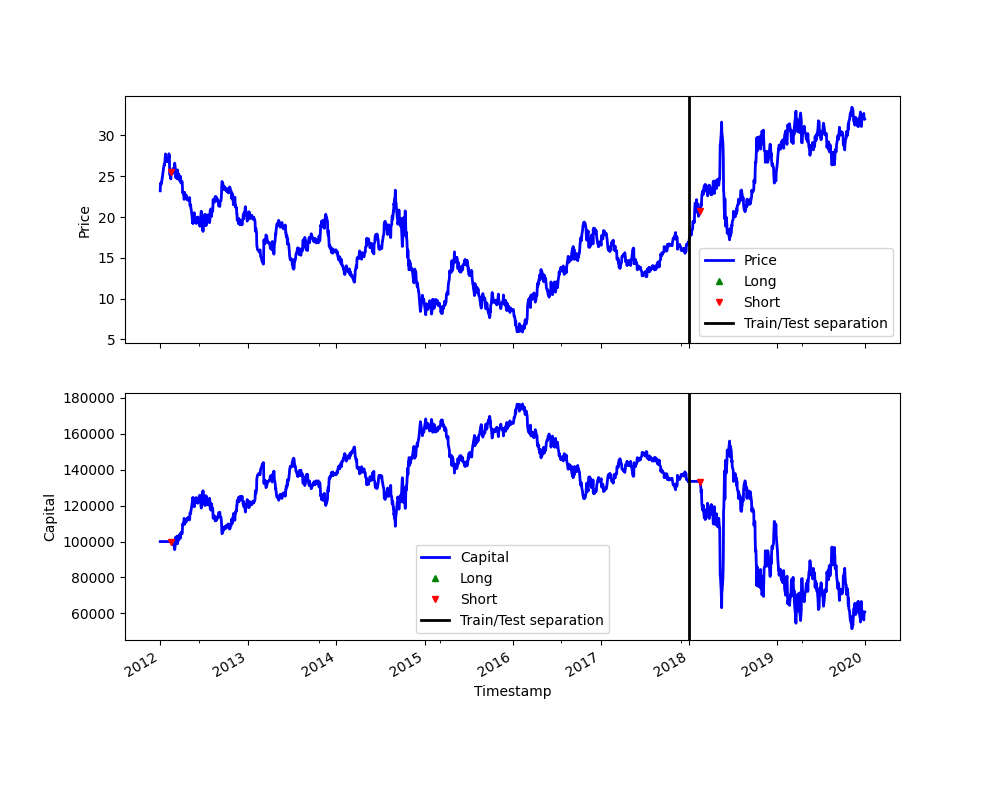 30
25
20
15
10
5
Price
Price
Long
Short
Train/Test separation
180000
160000
140000
120000
100000
80000
60000
Capital
Capital
Long
Short
Train/Test separation
2012
2013
2014
2015
2016
2017
2018
2019
2020
Timestamp